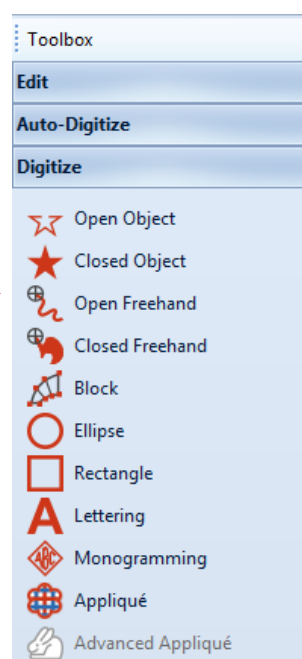 Toolbox
Edit
Auto-Digitize
Digitize
Open Object
Closed Object
Open Freehand
Closed Freehand
Block
Ellipse
Rectangle
A Lettering
ABC Monogramming
Appliqué
Advanced Appliqué